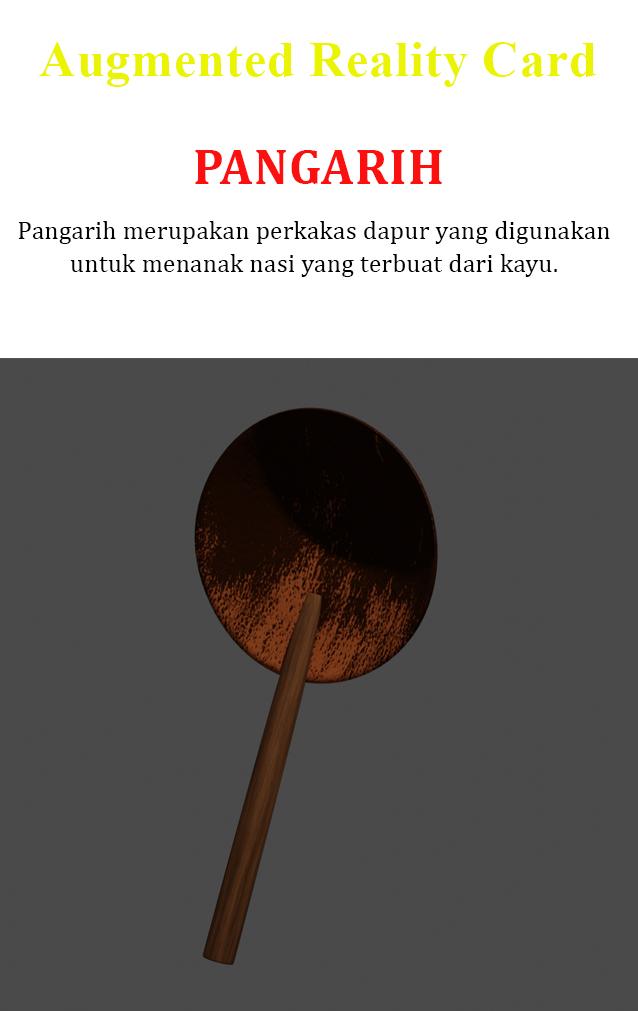 Augmented Reality Card
PANGARIH
Pangarih merupakan perkakas dapur yang digunakan
untuk menanak nasi yang terbuat dari kayu.